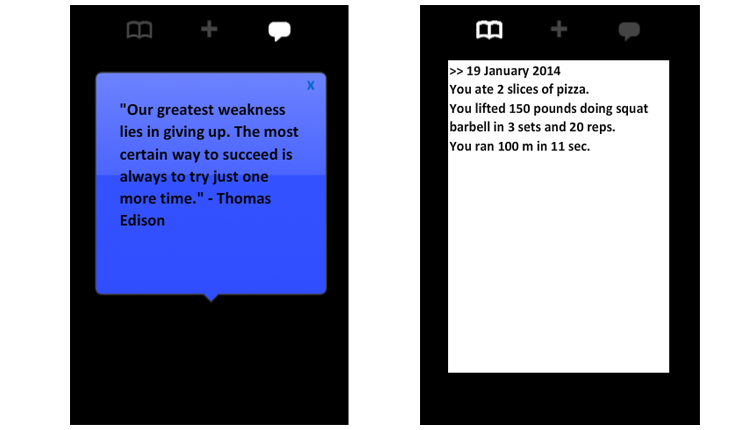 X
"Our greatest weakness
lies in giving up. The most
certain way to succeed is
always to try just one
more time." - Thomas
Edison
>> 19 January 2014
You ate 2 slices of pizza.
You lifted 150 pounds doing squat
barbell in 3 sets and 20 reps.
You ran 100 m in 11 sec.